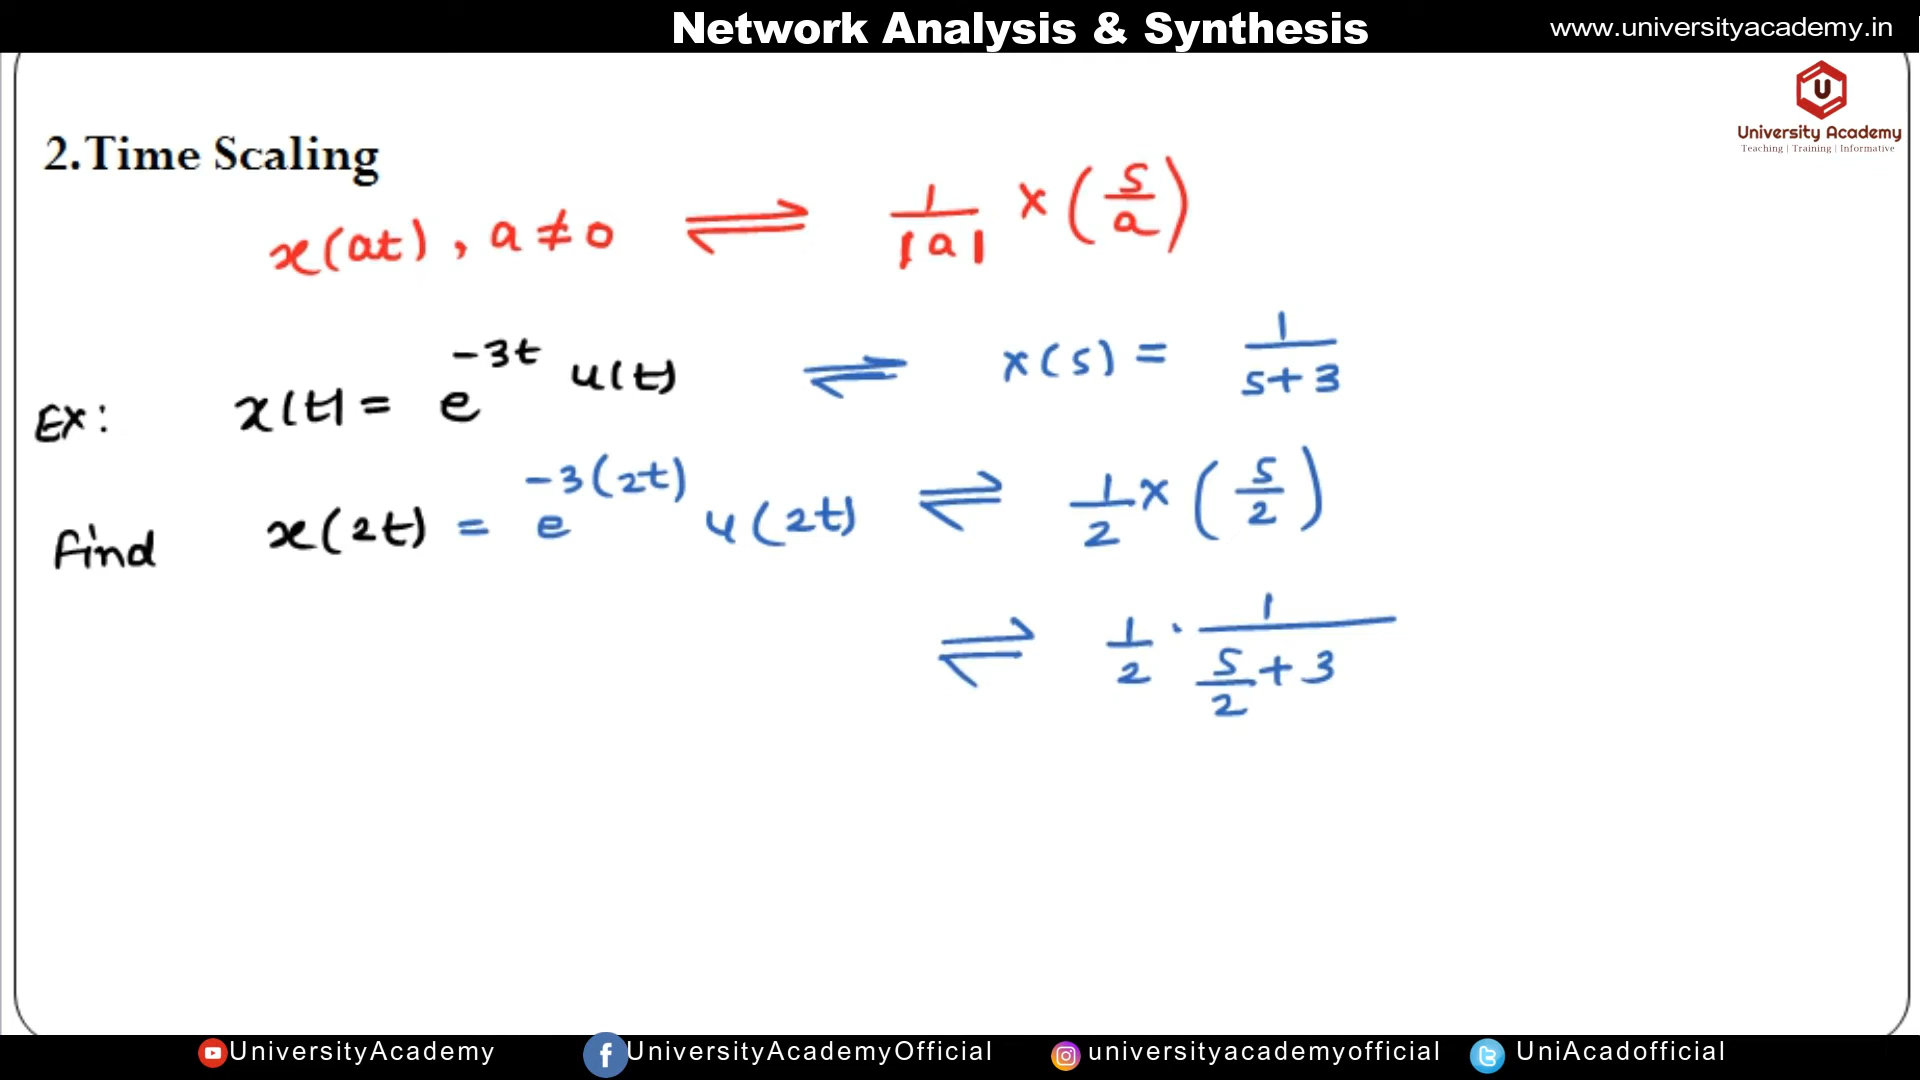 Network Analysis & Synthesis
www.universityacademy.in
U
University Academy
Teaching | Training | Informative
2.Time Scaling
x(at), a≠0 ⇌ 1/|a| X(s/a)
Ex: x(t) = e^{-3t} u(t) ⇌ X(s) = 1/(s+3)
Find x(2t) = e^{-3(2t)} u(2t) ⇌ 1/2 X(s/2)
⇌ 1/2 · 1/(s/2 + 3)
UniversityAcademy
UniversityAcademyOfficial
universityacademyofficial
UniAcadofficial